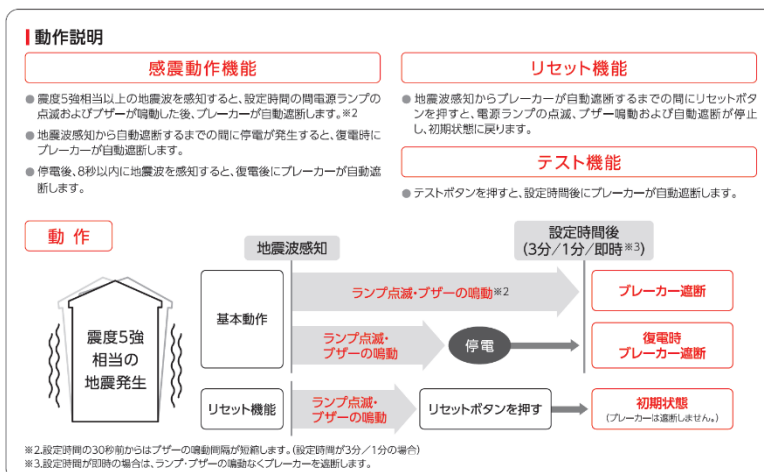 動作説明
感震動作機能
● 震度5強相当以上の地震波を感知すると、設定時間の間電源ランプの
点滅およびブザーが鳴動した後、ブレーカーが自動遮断します。※2
● 地震波感知から自動遮断するまでの間に停電が発生すると、復電時に
ブレーカーが自動遮断します。
● 停電後、8秒以内に地震波を感知すると、復電後にブレーカーが自動遮
断します。
リセット機能
● 地震波感知からブレーカーが自動遮断するまでの間にリセットボタ
ンを押すと、電源ランプの点滅、ブザー鳴動および自動遮断が停止
し、初期状態に戻ります。
テスト機能
● テストボタンを押すと、設定時間後にブレーカーが自動遮断します。
動作
地震波感知
設定時間後
(3分/1分/即時※3)
震度5強
相当の
地震発生
基本動作
ランプ点滅・ブザーの鳴動※2
ブレーカー遮断
ランプ点滅・
ブザーの鳴動
停電
復電時
ブレーカー遮断
リセット機能
ランプ点滅・
ブザーの鳴動
リセットボタンを押す
初期状態
(ブレーカーは遮断しません。)
※2.設定時間の30秒前からはブザーの鳴動間隔が短縮します。(設定時間が3分/1分の場合)
※3.設定時間が即時の場合は、ランプ・ブザーの鳴動なくブレーカーを遮断します。